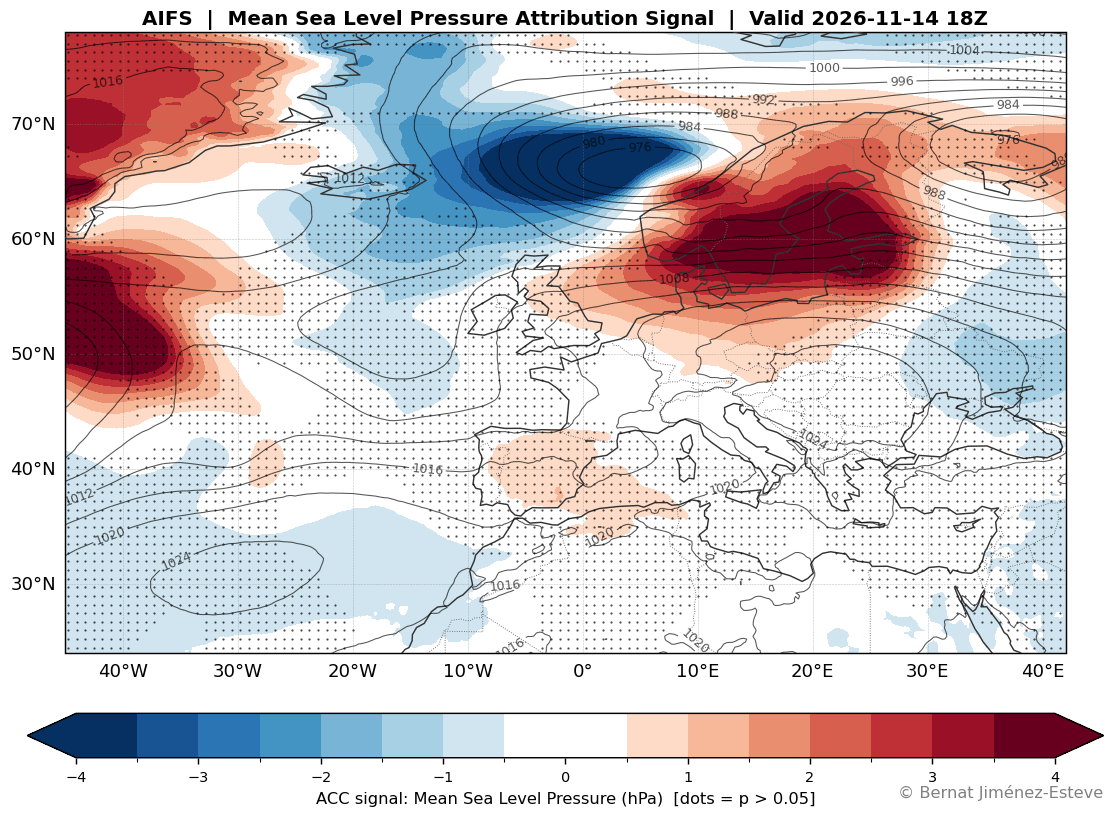 AIFS | Mean Sea Level Pressure Attribution Signal | Valid 2026-11-14 18Z
1004
1016
1000
996
992
988
984
984
70°N
980
976
976
1012
988
60°N
1008
50°N
1024
40°N
1016
1020
1012
1020
1020
1024
30°N
1016
1016
1020
40°W 30°W 20°W 10°W 0° 10°E 20°E 30°E 40°E
−4 −3 −2 −1 0 1 2 3 4
© Bernat Jiménez-Esteve
ACC signal: Mean Sea Level Pressure (hPa) [dots = p > 0.05]